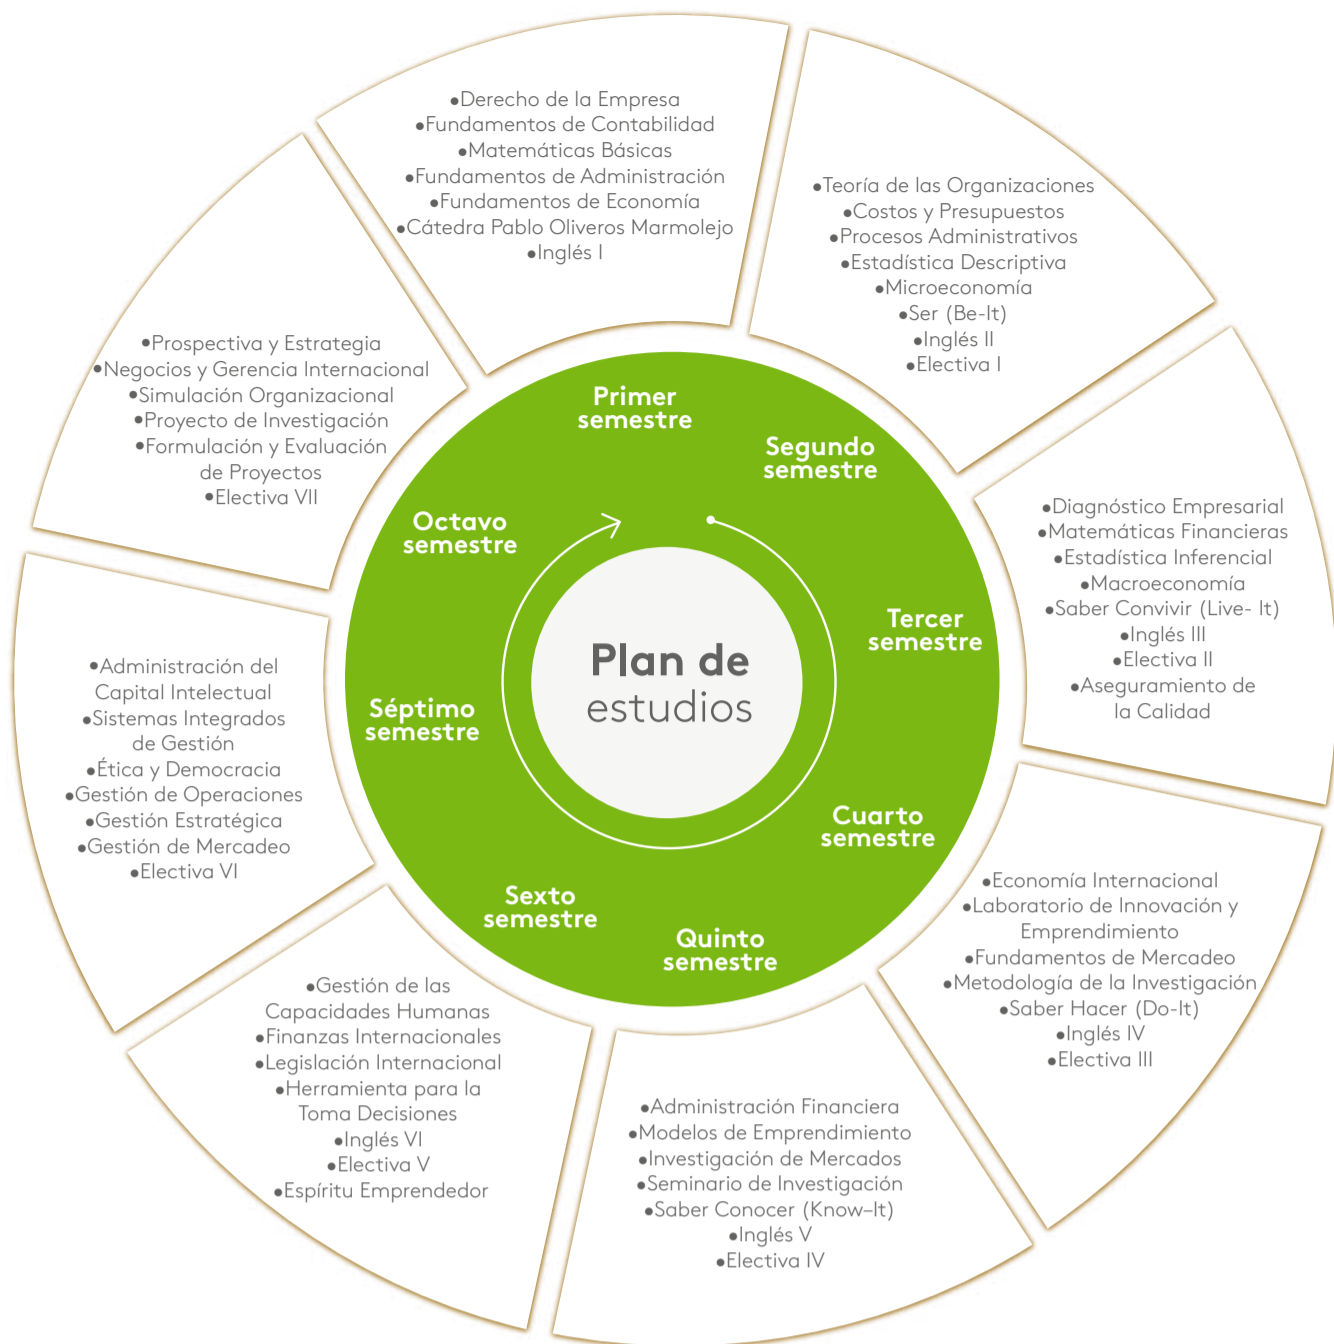 Plan de
estudios
Primer
semestre
•Derecho de la Empresa
•Fundamentos de Contabilidad
•Matemáticas Básicas
•Fundamentos de Administración
•Fundamentos de Economía
•Cátedra Pablo Oliveros Marmolejo
•Inglés I
Segundo
semestre
•Teoría de las Organizaciones
•Costos y Presupuestos
•Procesos Administrativos
•Estadística Descriptiva
•Microeconomía
•Ser (Be-It)
•Inglés II
•Electiva I
Tercer
semestre
•Diagnóstico Empresarial
•Matemáticas Financieras
•Estadística Inferencial
•Macroeconomía
•Saber Convivir (Live- It)
•Inglés III
•Electiva II
•Aseguramiento de
la Calidad
Cuarto
semestre
•Economía Internacional
•Laboratorio de Innovación y
Emprendimiento
•Fundamentos de Mercadeo
•Metodología de la Investigación
•Saber Hacer (Do-It)
•Inglés IV
•Electiva III
Quinto
semestre
•Administración Financiera
•Modelos de Emprendimiento
•Investigación de Mercados
•Seminario de Investigación
•Saber Conocer (Know–It)
•Inglés V
•Electiva IV
Sexto
semestre
•Gestión de las
Capacidades Humanas
•Finanzas Internacionales
•Legislación Internacional
•Herramienta para la
Toma Decisiones
•Inglés VI
•Electiva V
•Espíritu Emprendedor
Séptimo
semestre
•Administración del
Capital Intelectual
•Sistemas Integrados
de Gestión
•Ética y Democracia
•Gestión de Operaciones
•Gestión Estratégica
•Gestión de Mercadeo
•Electiva VI
Octavo
semestre
•Prospectiva y Estrategia
•Negocios y Gerencia Internacional
•Simulación Organizacional
•Proyecto de Investigación
•Formulación y Evaluación
de Proyectos
•Electiva VII